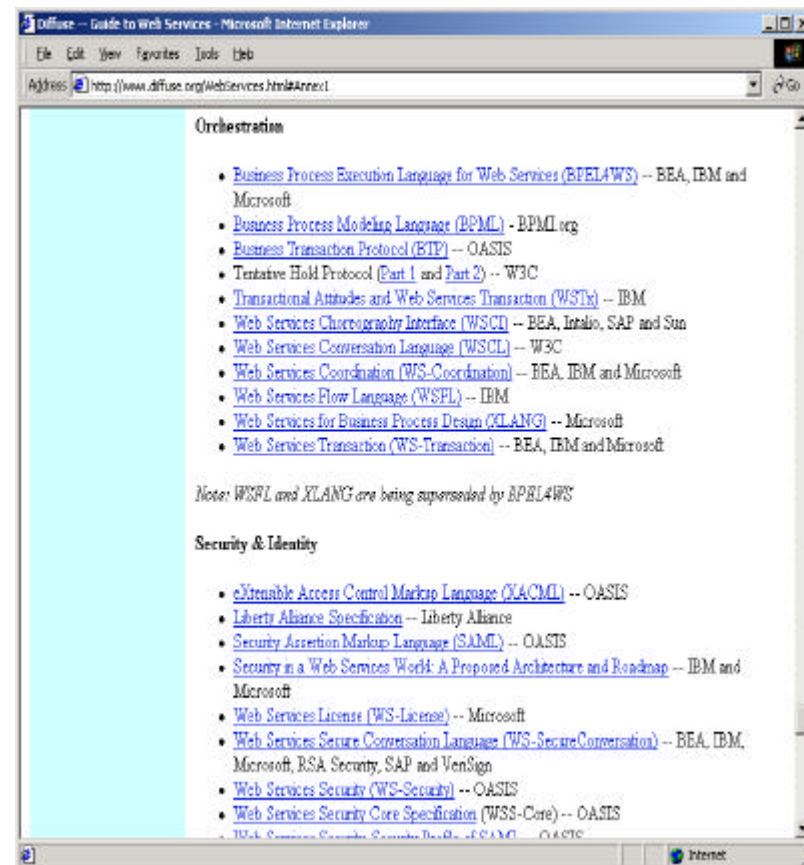 Diffuse -- Guide to Web Services - Microsoft Internet Explorer
File Edit View Favorites Tools Help
Address http://www.diffuse.org/WebServices.html#Annex1 Go
Orchestration
Business Process Execution Language for Web Services (BPEL4WS) -- BEA, IBM and
Microsoft
Business Process Modeling Language (BPML) - BPMI.org
Business Transaction Protocol (BTP) -- OASIS
Tentative Hold Protocol (Part 1 and Part 2) -- W3C
Transactional Attitudes and Web Services Transaction (WSTx) -- IBM
Web Services Choreography Interface (WSCI) -- BEA, Intalio, SAP and Sun
Web Services Conversation Language (WSCL) -- W3C
Web Services Coordination (WS-Coordination) -- BEA, IBM and Microsoft
Web Services Flow Language (WSFL) -- IBM
Web Services for Business Process Design (XLANG) -- Microsoft
Web Services Transaction (WS-Transaction) -- BEA, IBM and Microsoft
Note: WSFL and XLANG are being superseded by BPEL4WS
Security & Identity
eXtensible Access Control Markup Language (XACML) -- OASIS
Liberty Alliance Specification -- Liberty Alliance
Security Assertion Markup Language (SAML) -- OASIS
Security in a Web Services World: A Proposed Architecture and Roadmap -- IBM and
Microsoft
Web Services License (WS-License) -- Microsoft
Web Services Secure Conversation Language (WS-SecureConversation) -- BEA, IBM,
Microsoft, RSA Security, SAP and VeriSign
Web Services Security (WS-Security) -- OASIS
Web Services Security Core Specification (WSS-Core) -- OASIS
Web Services Security Security Profile of SAML -- OASIS
Internet